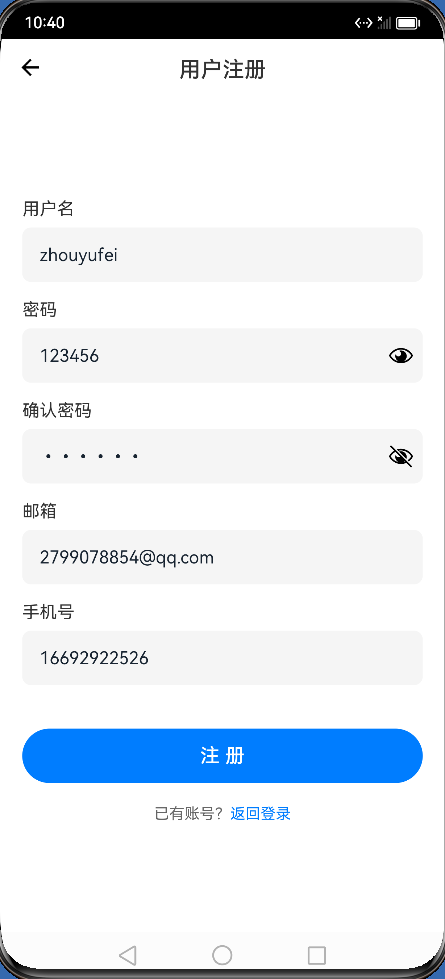 10:40
用户注册
用户名
zhouyufei
密码
123456
确认密码
••••••
邮箱
2799078854@qq.com
手机号
16692922526
注 册
已有账号？返回登录